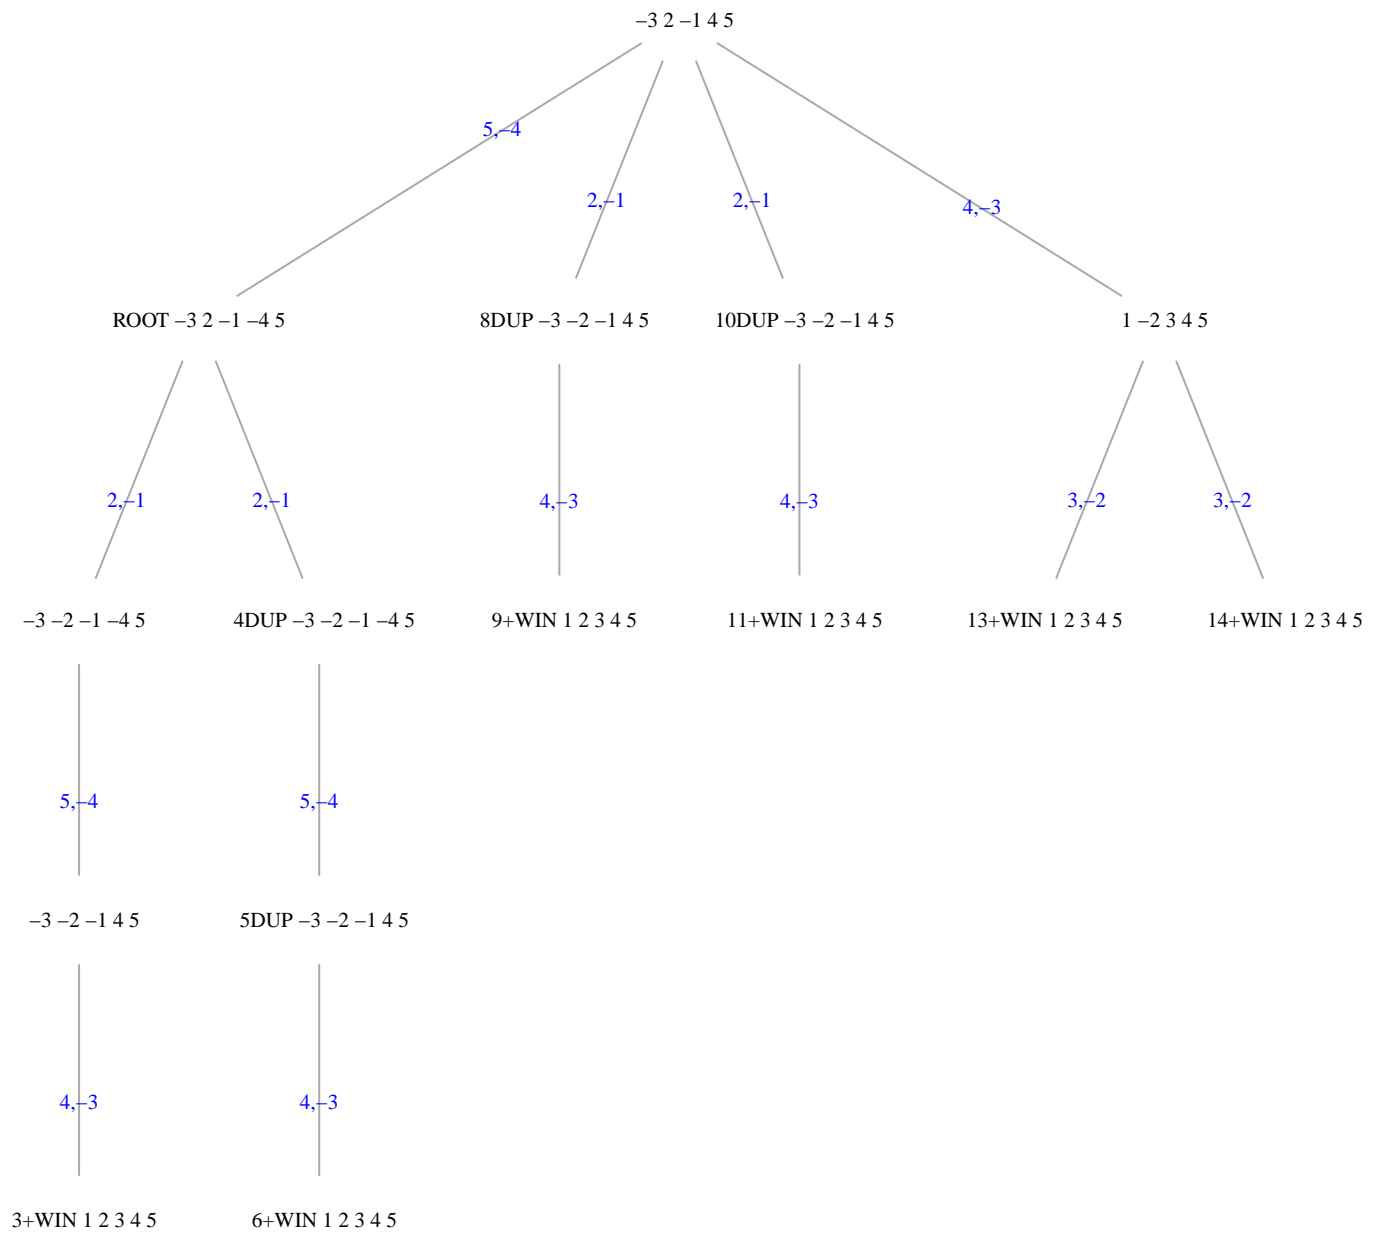 –3 2 –1 4 5
5,–4
2,–1
2,–1
4,–3
ROOT –3 2 –1 –4 5
8DUP –3 –2 –1 4 5
10DUP –3 –2 –1 4 5
1 –2 3 4 5
2,–1
2,–1
4,–3
4,–3
3,–2
3,–2
–3 –2 –1 –4 5
4DUP –3 –2 –1 –4 5
9+WIN 1 2 3 4 5
11+WIN 1 2 3 4 5
13+WIN 1 2 3 4 5
14+WIN 1 2 3 4 5
5,–4
5,–4
–3 –2 –1 4 5
5DUP –3 –2 –1 4 5
4,–3
4,–3
3+WIN 1 2 3 4 5
6+WIN 1 2 3 4 5